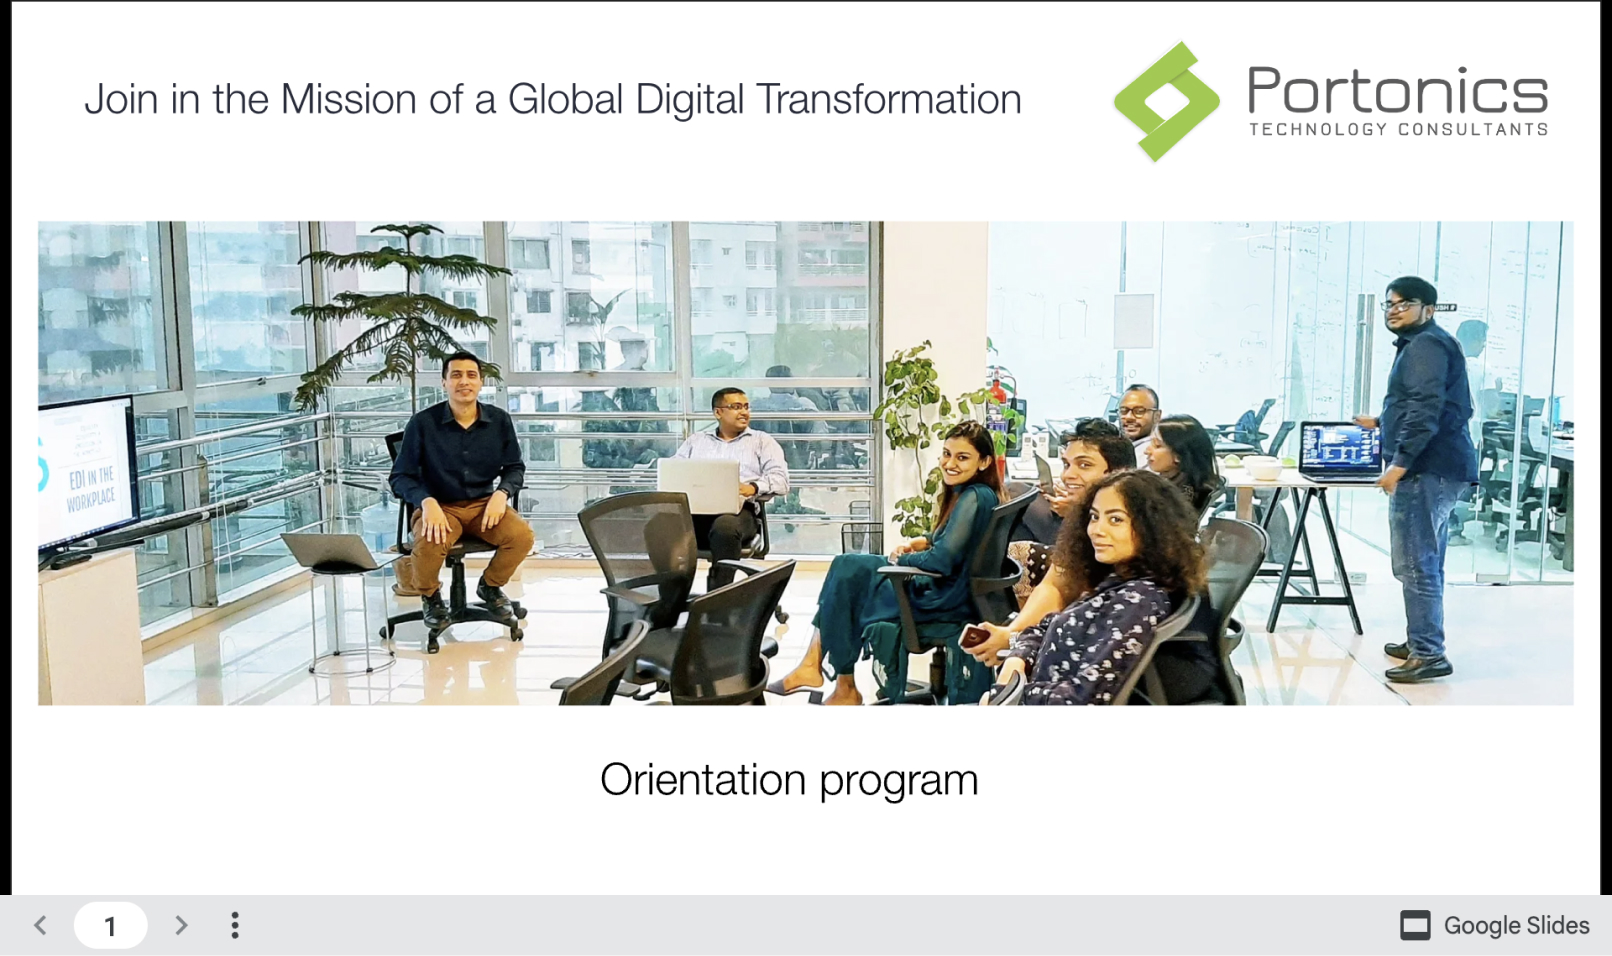 Join in the Mission of a Global Digital Transformation
Portonics
TECHNOLOGY CONSULTANTS
EDI IN THE
WORKPLACE
Orientation program
1
Google Slides